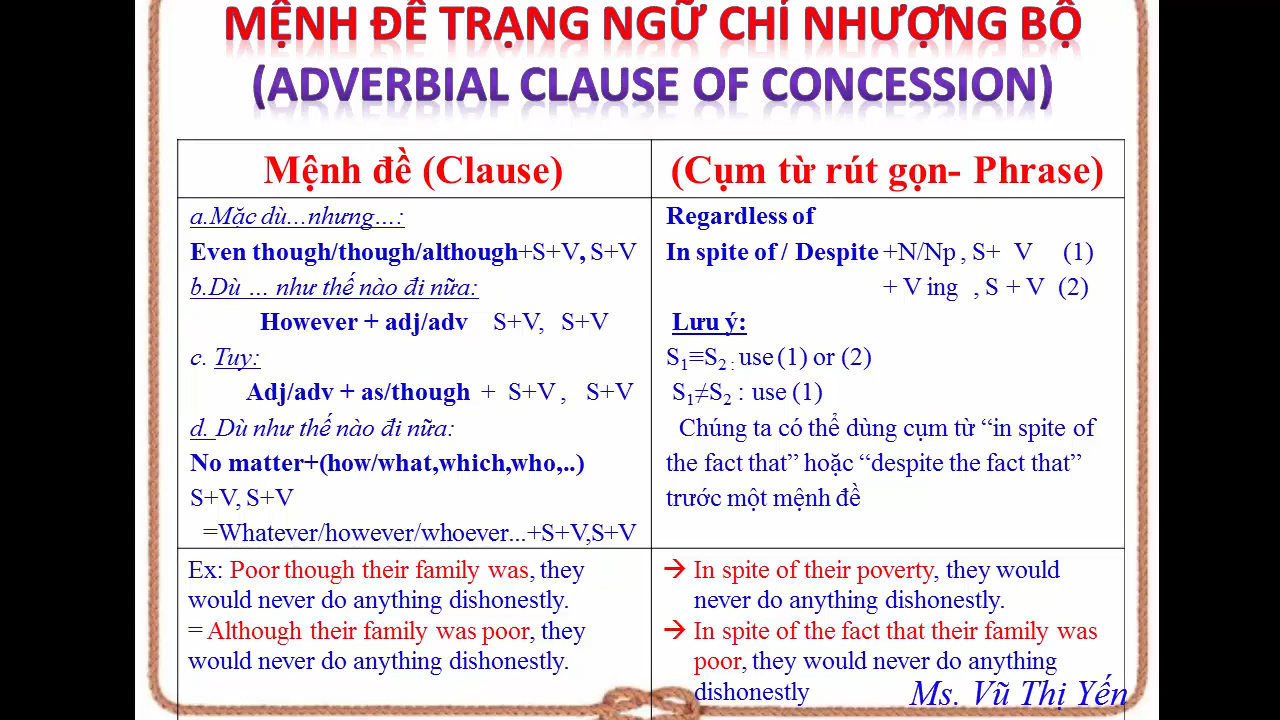 MỆNH ĐỀ TRẠNG NGỮ CHỈ NHƯỢNG BỘ
(ADVERBIAL CLAUSE OF CONCESSION)
Mệnh đề (Clause)
a.Mặc dù…nhưng…:
Even though/though/although+S+V, S+V
b.Dù … như thế nào đi nữa:
However + adj/adv S+V, S+V
c. Tuy:
Adj/adv + as/though + S+V , S+V
d. Dù như thế nào đi nữa:
No matter+(how/what,which,who,..)
S+V, S+V
=Whatever/however/whoever...+S+V,S+V
(Cụm từ rút gọn- Phrase)
Regardless of
In spite of / Despite +N/Np , S+ V (1)
+ V ing , S + V (2)
Lưu ý:
S₁≡S₂ : use (1) or (2)
S₁≠S₂ : use (1)
Chúng ta có thể dùng cụm từ “in spite of
the fact that” hoặc “despite the fact that”
trước một mệnh đề
Ex: Poor though their family was, they
would never do anything dishonestly.
= Although their family was poor, they
would never do anything dishonestly.
→ In spite of their poverty, they would
never do anything dishonestly.
→ In spite of the fact that their family was
poor, they would never do anything
dishonestly
Ms. Vũ Thị Yến